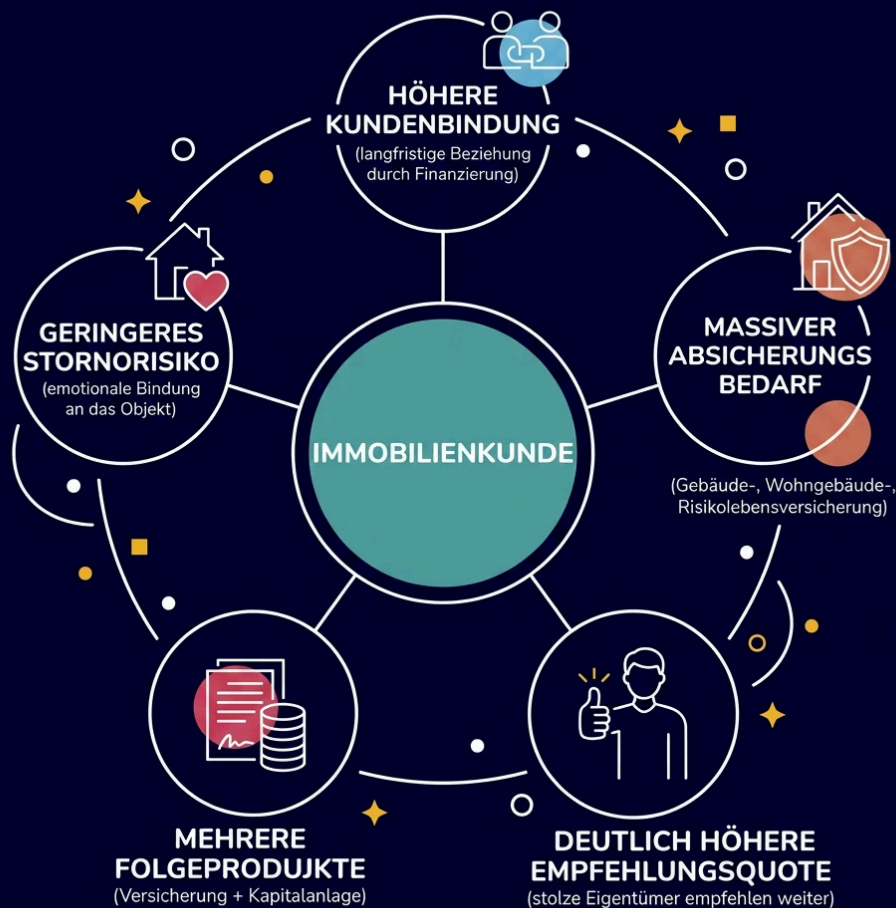 HÖHERE
KUNDENBINDUNG
(langfristige Beziehung
durch Finanzierung)
GERINGERES
STORNORISIKO
(emotionale Bindung
an das Objekt)
MASSIVER
ABSICHERUNGS
BEDARF
(Gebäude-, Wohngebäude-,
Risikolebensversicherung)
IMMOBILIENKUNDE
MEHRERE
FOLGEPRODUJKTE
(Versicherung + Kapitalanlage)
DEUTLICH HÖHERE
EMPFEHLUNGSQUOTE
(stolze Eigentümer empfehlen weiter)